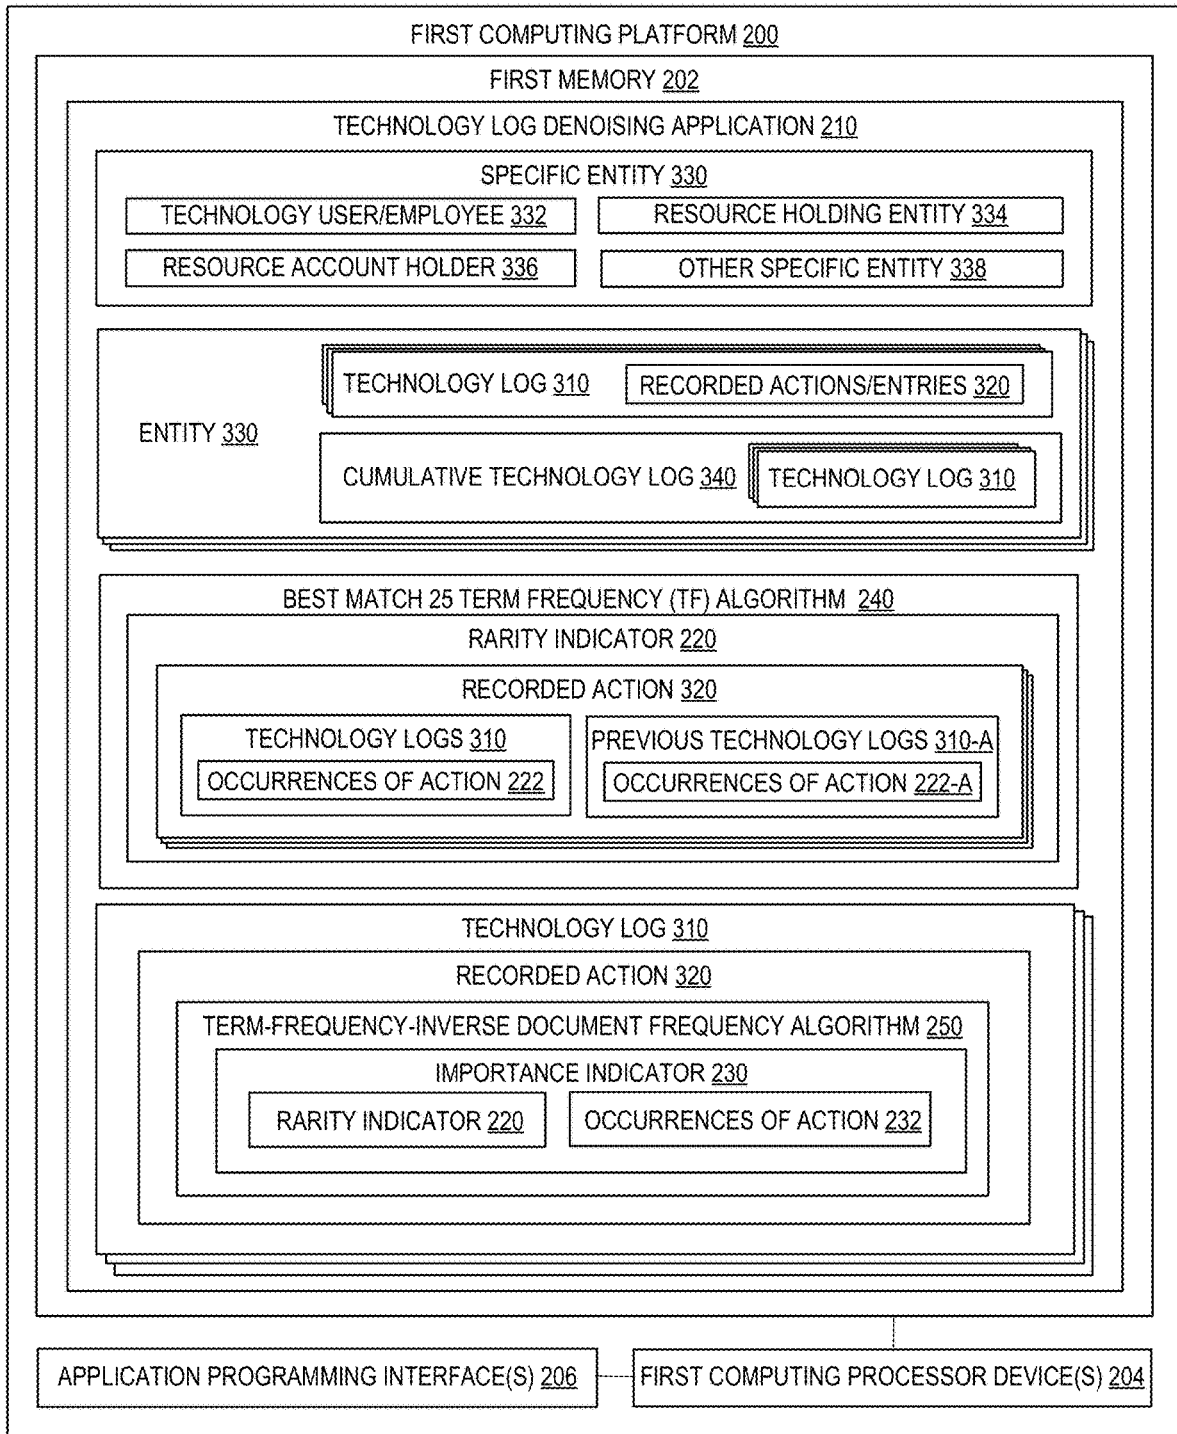 FIRST COMPUTING PLATFORM 200
FIRST MEMORY 202
TECHNOLOGY LOG DENOISING APPLICATION 210
SPECIFIC ENTITY 330
TECHNOLOGY USER/EMPLOYEE 332
RESOURCE HOLDING ENTITY 334
RESOURCE ACCOUNT HOLDER 336
OTHER SPECIFIC ENTITY 338
ENTITY 330
TECHNOLOGY LOG 310
RECORDED ACTIONS/ENTRIES 320
CUMULATIVE TECHNOLOGY LOG 340
TECHNOLOGY LOG 310
BEST MATCH 25 TERM FREQUENCY (TF) ALGORITHM 240
RARITY INDICATOR 220
RECORDED ACTION 320
TECHNOLOGY LOGS 310
OCCURRENCES OF ACTION 222
PREVIOUS TECHNOLOGY LOGS 310-A
OCCURRENCES OF ACTION 222-A
TECHNOLOGY LOG 310
RECORDED ACTION 320
TERM-FREQUENCY-INVERSE DOCUMENT FREQUENCY ALGORITHM 250
IMPORTANCE INDICATOR 230
RARITY INDICATOR 220
OCCURRENCES OF ACTION 232
APPLICATION PROGRAMMING INTERFACE(S) 206
FIRST COMPUTING PROCESSOR DEVICE(S) 204